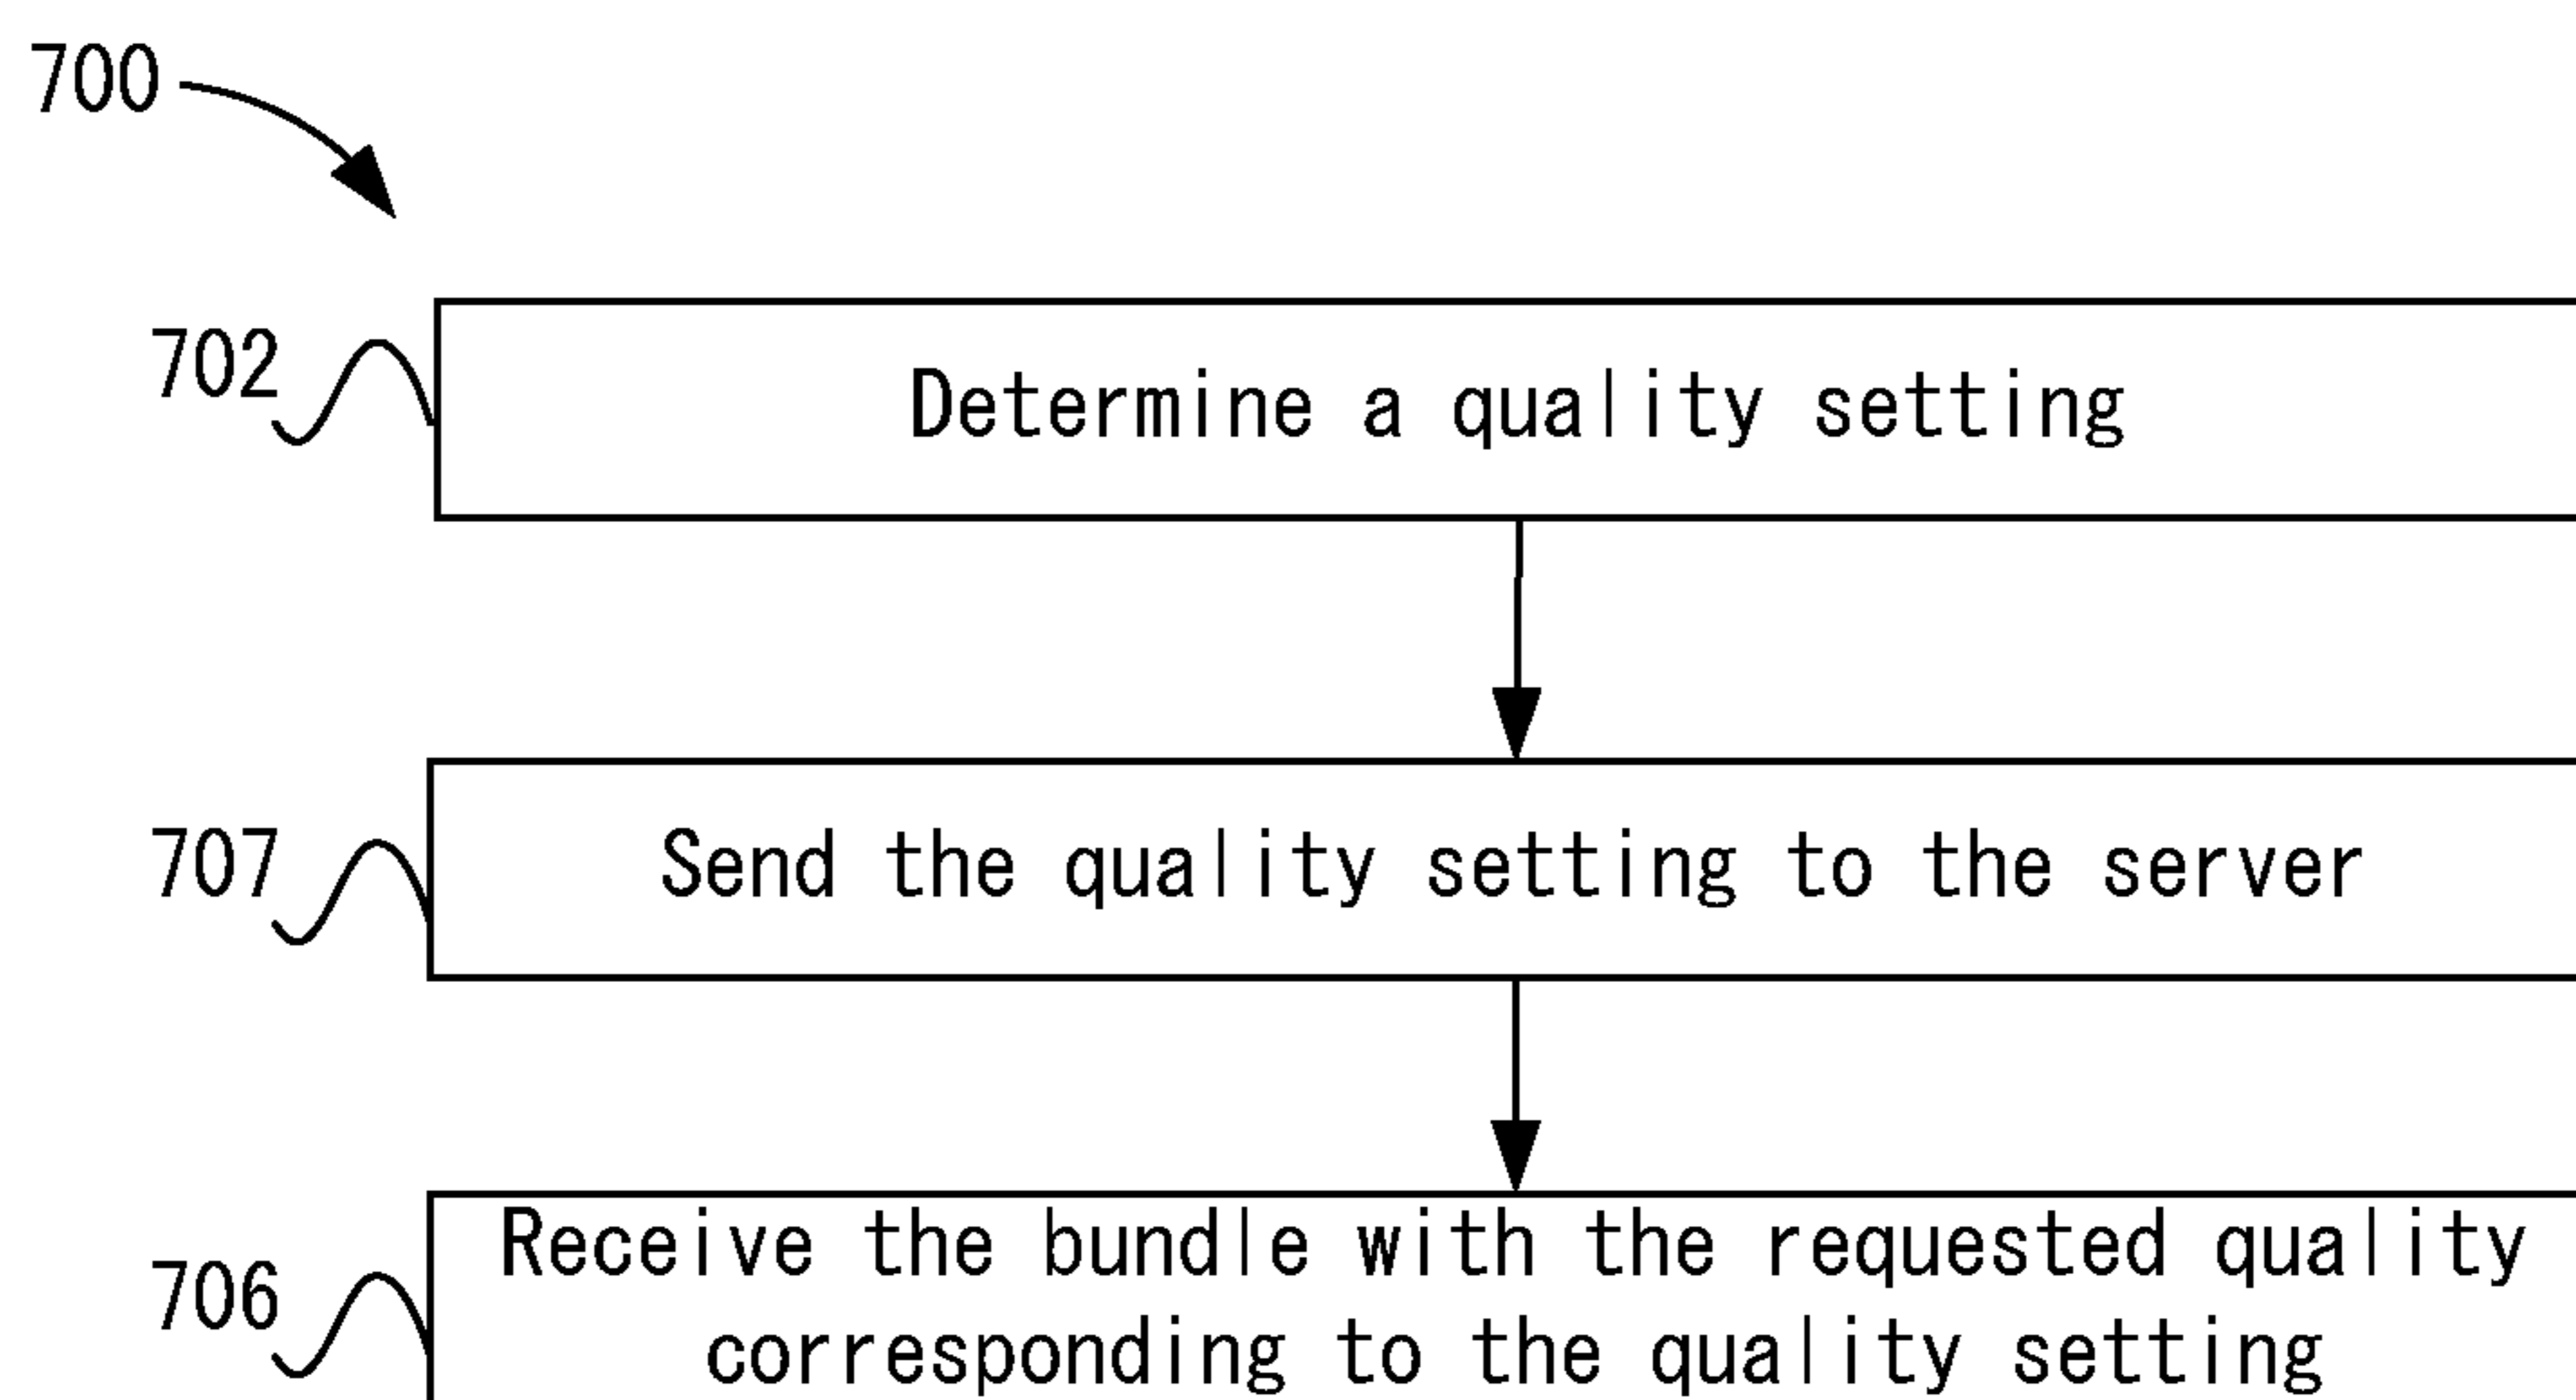 700
702
Determine a quality setting
707
Send the quality setting to the server
706
Receive the bundle with the requested quality
corresponding to the quality setting